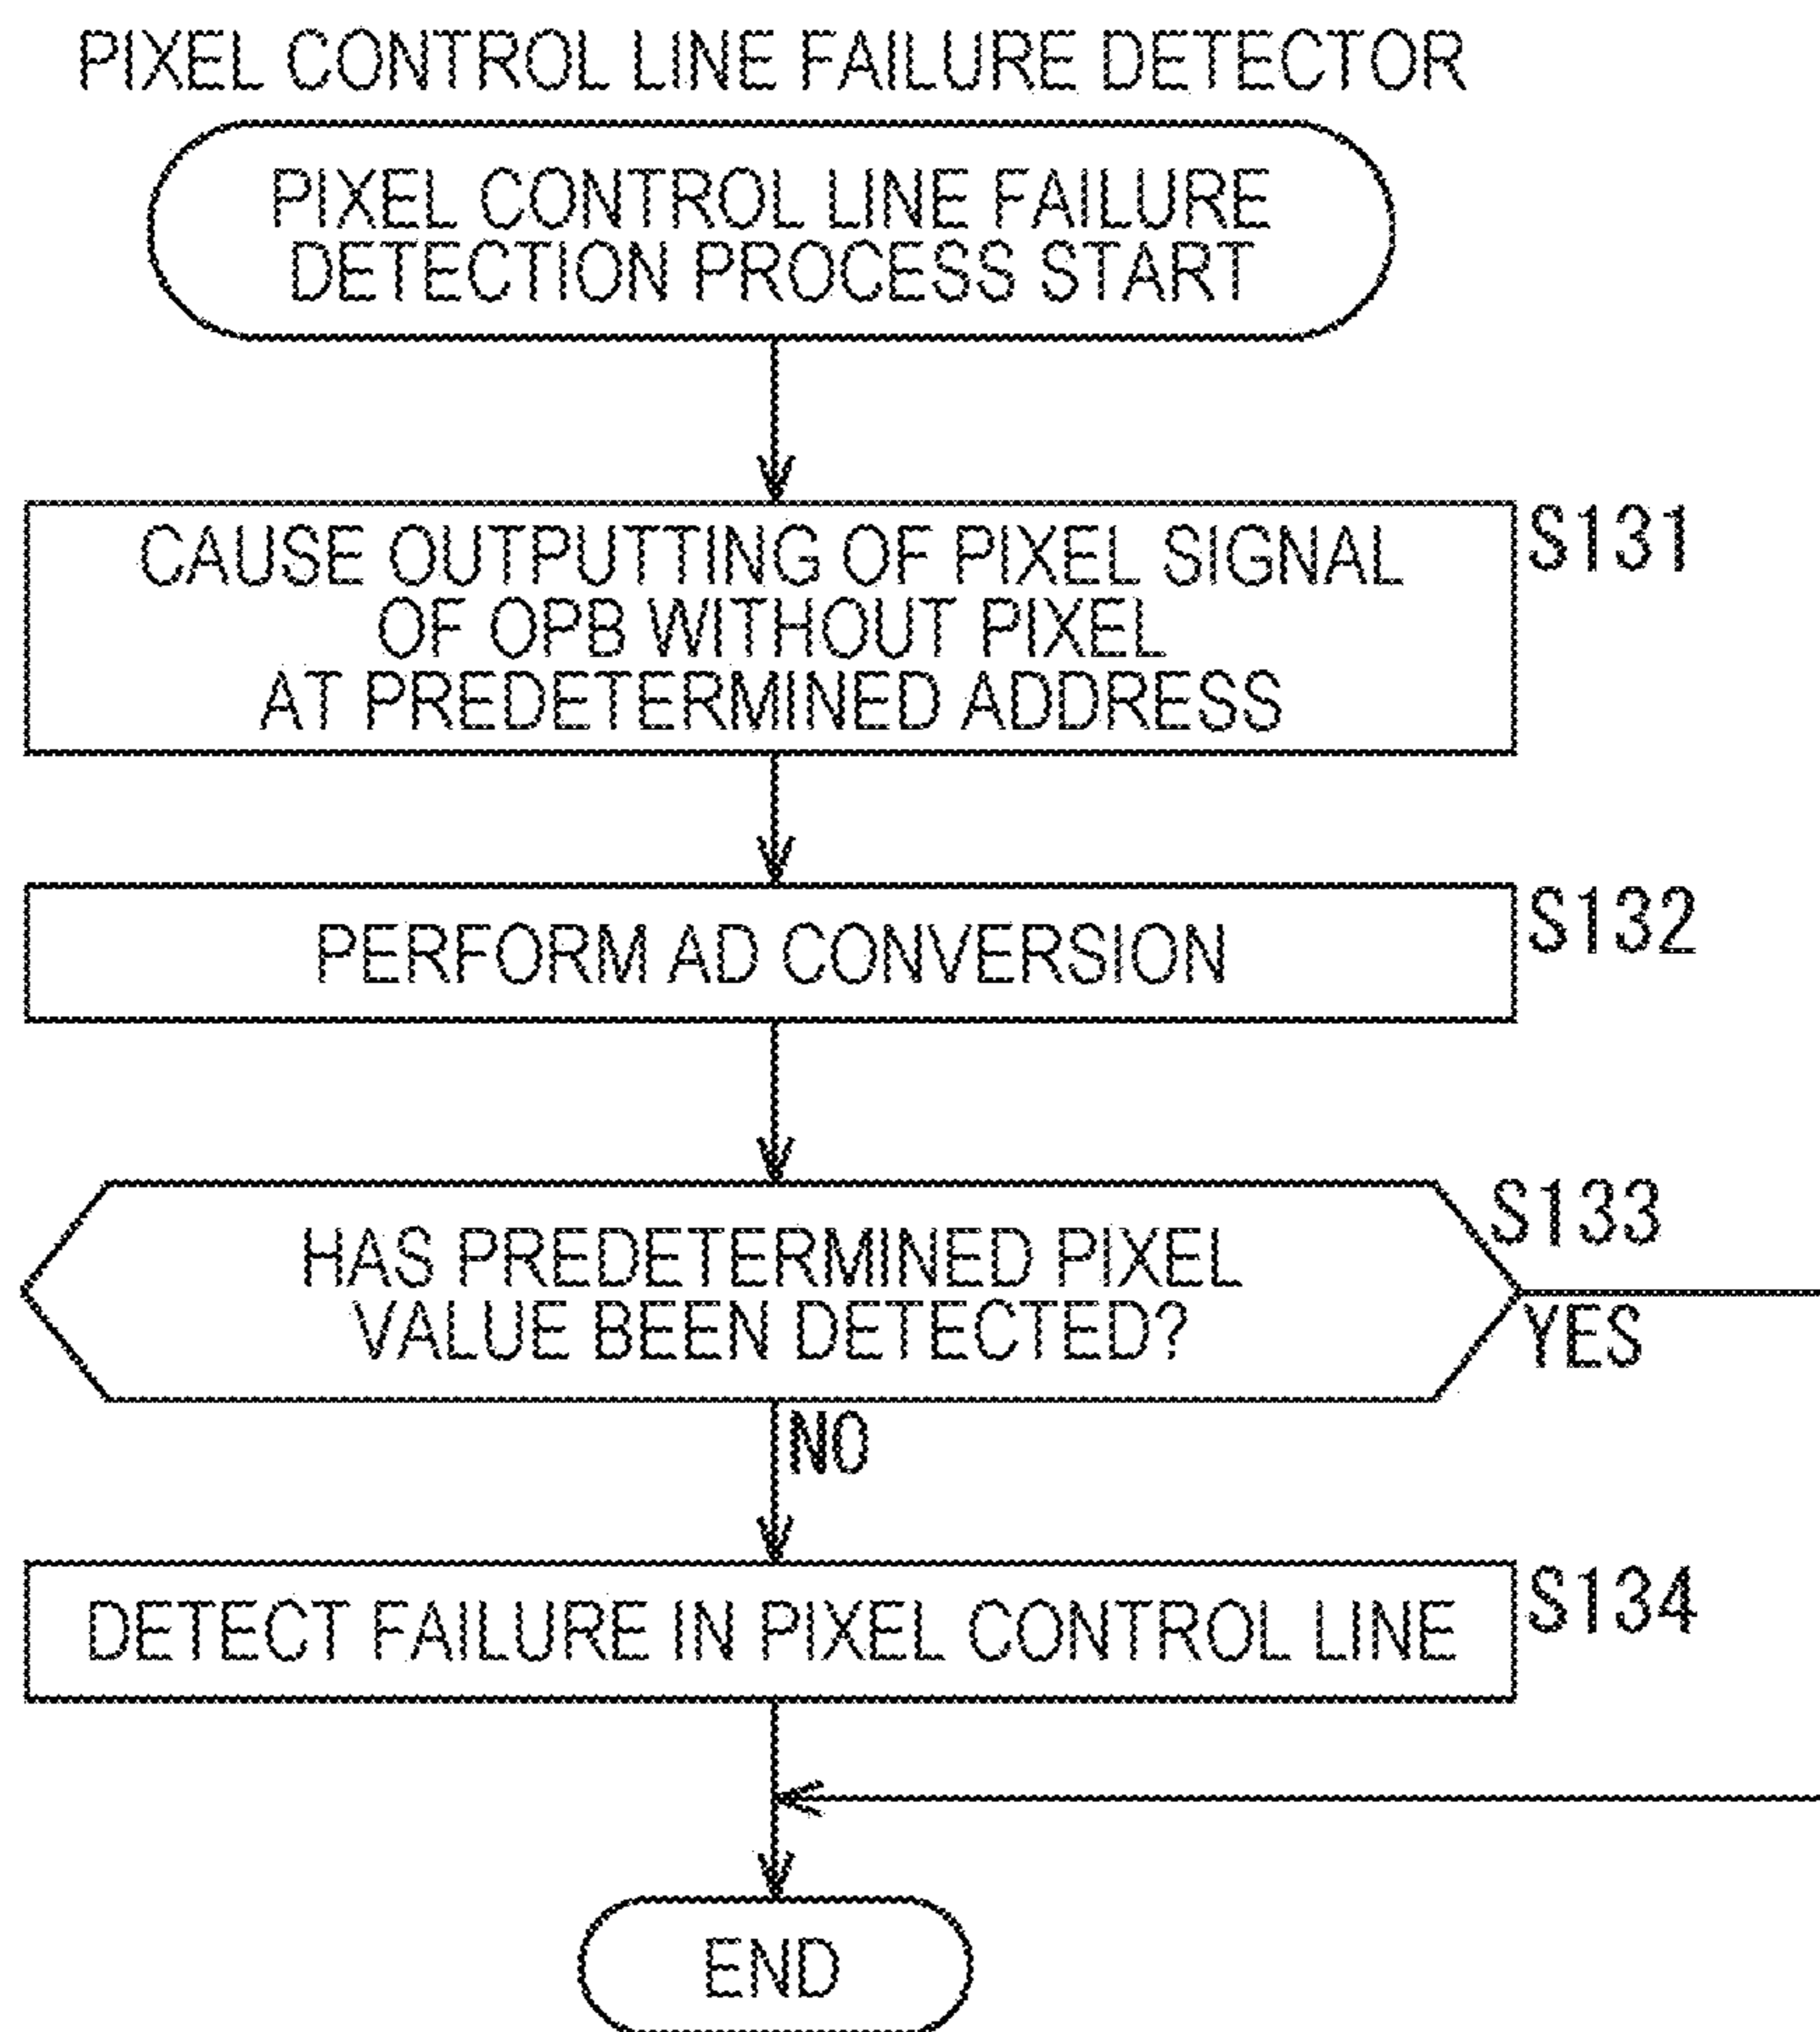 PIXEL CONTROL LINE FAILURE DETECTOR
PIXEL CONTROL LINE FAILURE
DETECTION PROCESS START
CAUSE OUTPUTTING OF PIXEL SIGNAL
OF OPB WITHOUT PIXEL
AT PREDETERMINED ADDRESS
S131
PERFORM AD CONVERSION
S132
HAS PREDETERMINED PIXEL
VALUE BEEN DETECTED?
S133
YES
NO
DETECT FAILURE IN PIXEL CONTROL LINE
S134
END